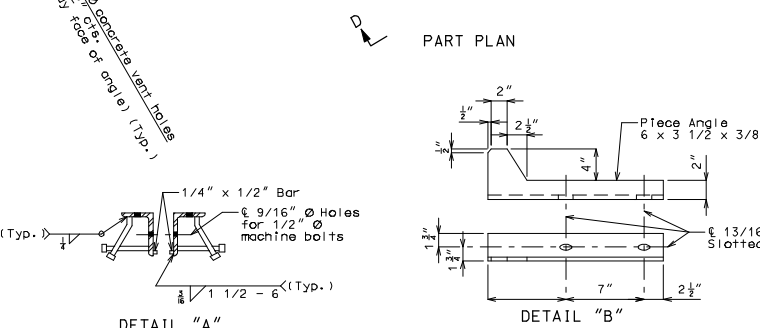 Ø concrete vent holes
" cts.
face of angle) (Typ.)
D
PART PLAN
2"
1/2"
2 1/2"
1/2"
4"
2"
Piece Angle
6 x 3 1/2 x 3/8
1/4" x 1/2" Bar
℄ 9/16" Ø Holes
for 1/2" Ø
machine bolts
(Typ.)
1/4
5/16
1 1/2 - 6
(Typ.)
1 3/4"
1 3/4"
℄ 13/16
Slotted
7"
2 1/2"
DETAIL "A"
DETAIL "B"